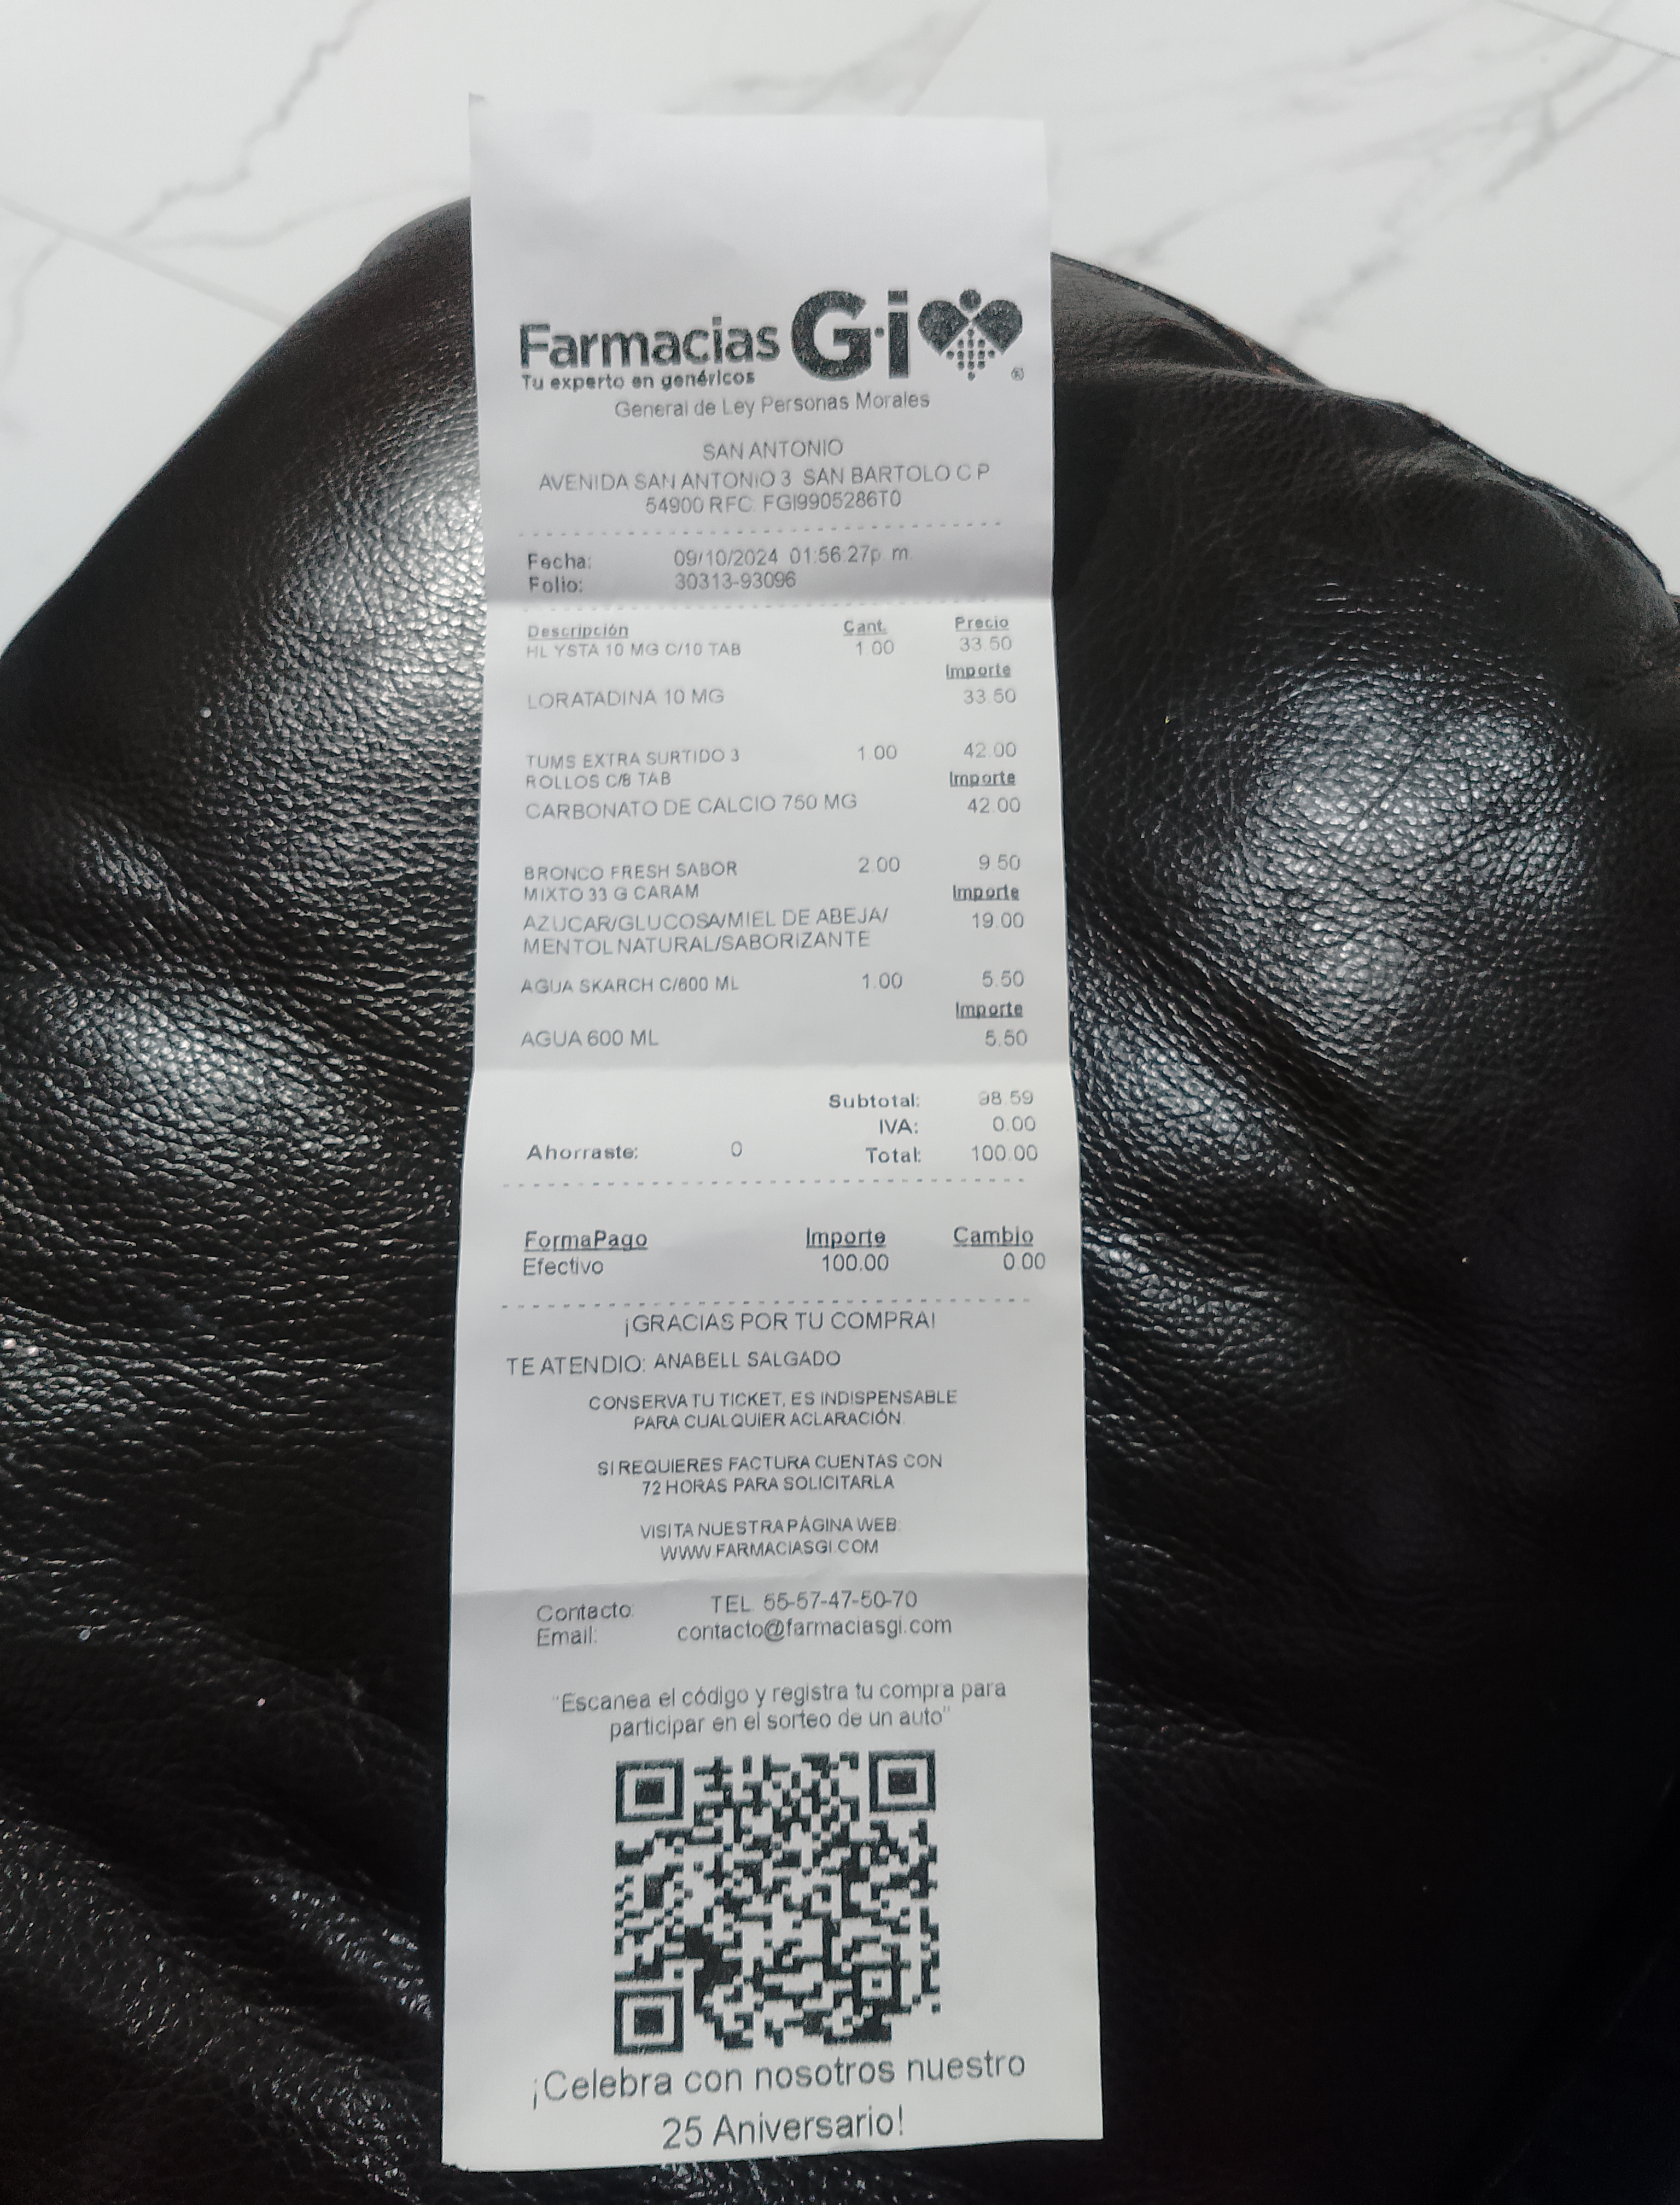 Farmacias G·i ®
Tu experto en genéricos
General de Ley Personas Morales
SAN ANTONIO
AVENIDA SAN ANTONIO 3 SAN BARTOLO C P
54900 RFC: FGI9905286T0
Fecha: 09/10/2024 01:56:27p. m.
Folio: 30313-93096
Descripción Cant. Precio
HL YSTA 10 MG C/10 TAB 1.00 33.50
Importe
LORATADINA 10 MG 33.50
TUMS EXTRA SURTIDO 3 1.00 42.00
ROLLOS C/8 TAB Importe
CARBONATO DE CALCIO 750 MG 42.00
BRONCO FRESH SABOR 2.00 9.50
MIXTO 33 G CARAM Importe
AZUCAR/GLUCOSA/MIEL DE ABEJA/ 19.00
MENTOL NATURAL/SABORIZANTE
AGUA SKARCH C/600 ML 1.00 5.50
Importe
AGUA 600 ML 5.50
Subtotal: 98.59
IVA: 0.00
Ahorraste: 0 Total: 100.00
FormaPago Importe Cambio
Efectivo 100.00 0.00
¡GRACIAS POR TU COMPRA!
TE ATENDIO: ANABELL SALGADO
CONSERVA TU TICKET, ES INDISPENSABLE
PARA CUALQUIER ACLARACIÓN.
SI REQUIERES FACTURA CUENTAS CON
72 HORAS PARA SOLICITARLA
VISITA NUESTRA PÁGINA WEB:
WWW.FARMACIASGI.COM
Contacto: TEL 55-57-47-50-70
Email: contacto@farmaciasgi.com
"Escanea el código y registra tu compra para
participar en el sorteo de un auto"
¡Celebra con nosotros nuestro
25 Aniversario!